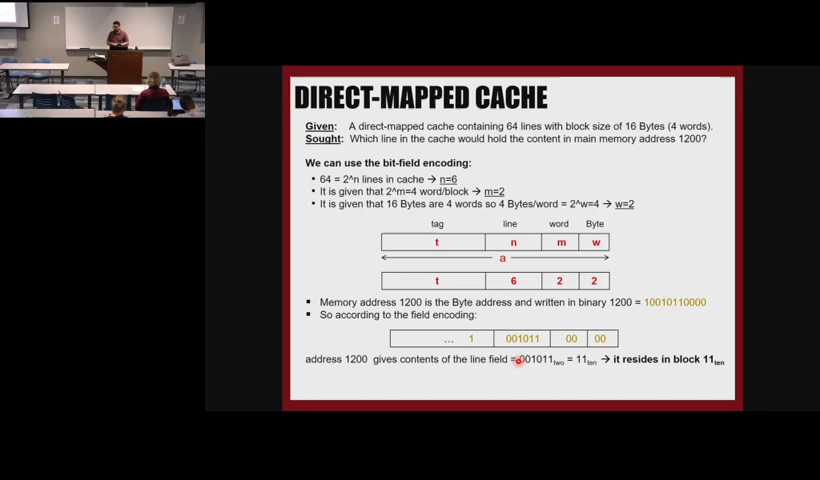 DIRECT-MAPPED CACHE
Given: A direct-mapped cache containing 64 lines with block size of 16 Bytes (4 words).
Sought: Which line in the cache would hold the content in main memory address 1200?
We can use the bit-field encoding:
• 64 = 2^n lines in cache → n=6
• It is given that 2^m=4 word/block → m=2
• It is given that 16 Bytes are 4 words so 4 Bytes/word = 2^w=4 → w=2
tag line word Byte
t n m w
a
t 6 2 2
▪ Memory address 1200 is the Byte address and written in binary 1200 = 10010110000
▪ So according to the field encoding:
... 1 001011 00 00
address 1200 gives contents of the line field = 001011two = 11ten → it resides in block 11ten